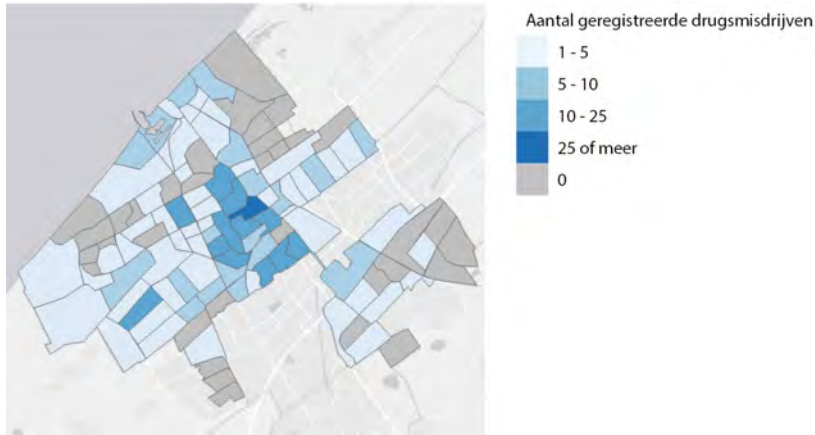 Aantal geregistreerde drugsmisdrijven
1 - 5
5 - 10
10 - 25
25 of meer
0